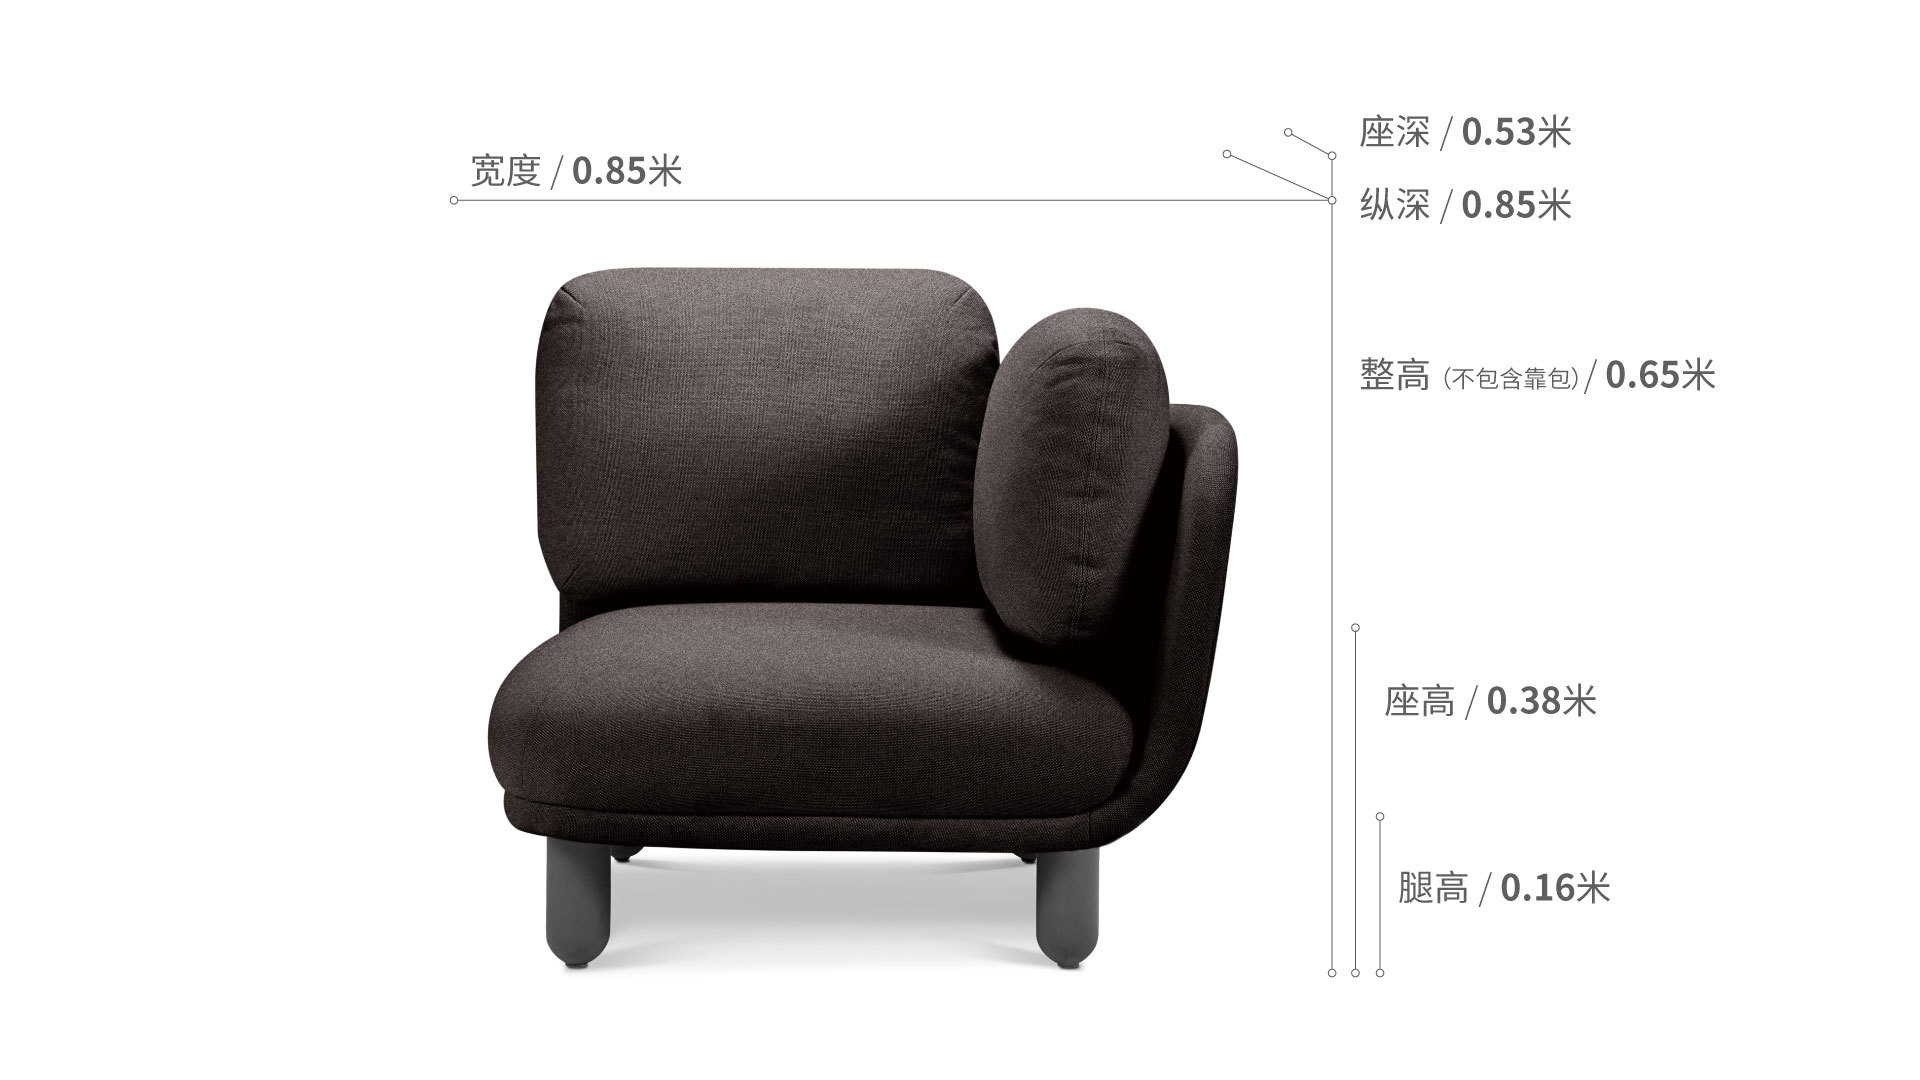 座深 / 0.53米
宽度 / 0.85米
纵深 / 0.85米
整高（不包含靠包）/ 0.65米
座高 / 0.38米
腿高 / 0.16米